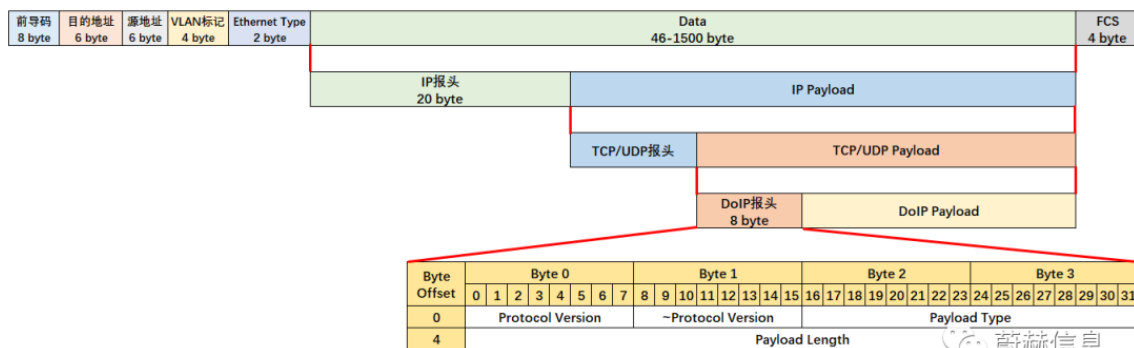 前导码 目的地址 源地址 VLAN标记 Ethernet Type Data FCS
8 byte 6 byte 6 byte 4 byte 2 byte 46-1500 byte 4 byte
IP报头 IP Payload
20 byte
TCP/UDP报头 TCP/UDP Payload
DoIP报头 DoIP Payload
8 byte
Byte Offset Byte 0 Byte 1 Byte 2 Byte 3
0 1 2 3 4 5 6 7 8 9 10 11 12 13 14 15 16 17 18 19 20 21 22 23 24 25 26 27 28 29 30 31
0 Protocol Version ~Protocol Version Payload Type
4 Payload Length
蔚赫信息